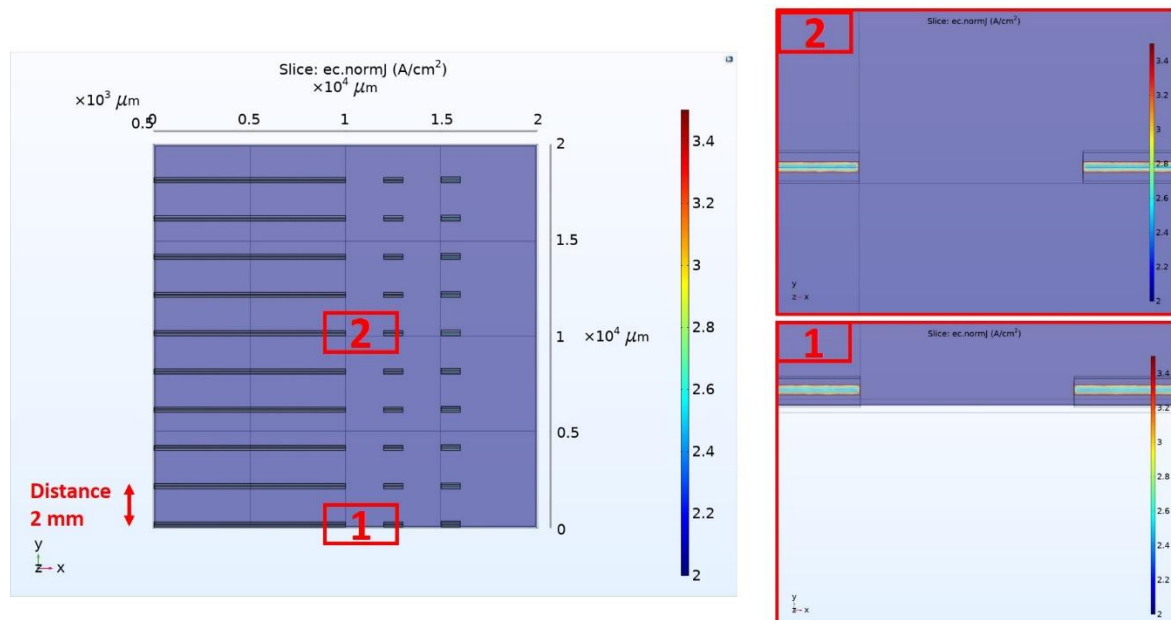 Slice: ec.normJ (A/cm²)
×10⁴ μm
×10³ μm
0.5
0
0.5
1
1.5
2
2
1.5
1
×10⁴ μm
0.5
0
3.4
3.2
3
2.8
2.6
2.4
2.2
2
2
1
Distance
2 mm
y
z x
2
Slice: ec.normJ (A/cm²)
3.4
3.2
3
2.8
2.6
2.4
2.2
2
y
z x
1
Slice: ec.normJ (A/cm²)
3.4
3.2
3
2.8
2.6
2.4
2.2
2
y
z x